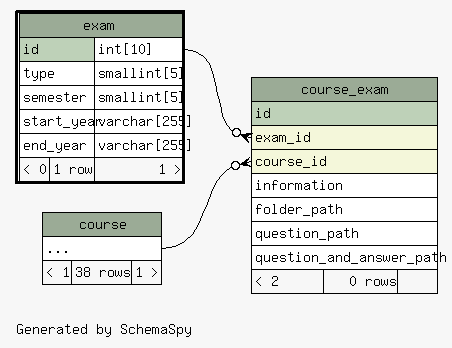 exam
id int[10]
type smallint[5]
semester smallint[5]
start_year varchar[255]
end_year varchar[255]
< 0 1 row 1 >
course_exam
id
exam_id
course_id
information
folder_path
question_path
question_and_answer_path
< 2 0 rows
course
...
< 1 38 rows 1 >
Generated by SchemaSpy